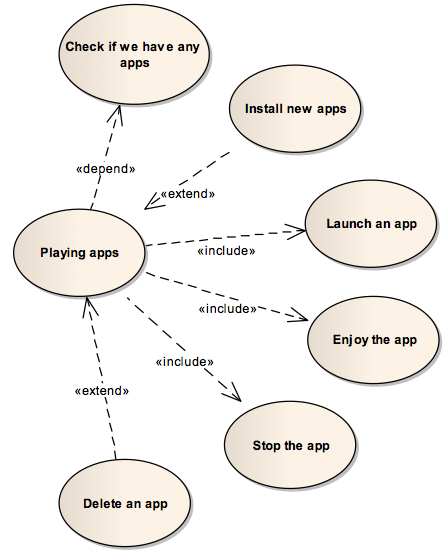 Check if we have any
apps
Install new apps
«depend»
«extend»
Launch an app
Playing apps
«include»
«include»
Enjoy the app
«include»
«extend»
Stop the app
Delete an app